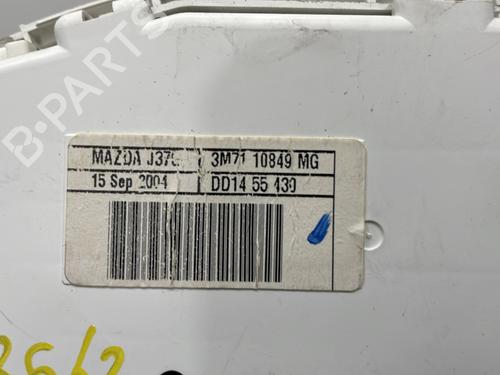 B-PARTS
MAZDA J37
3M71 10849 MG
15 Sep 2004
DD14 55 430